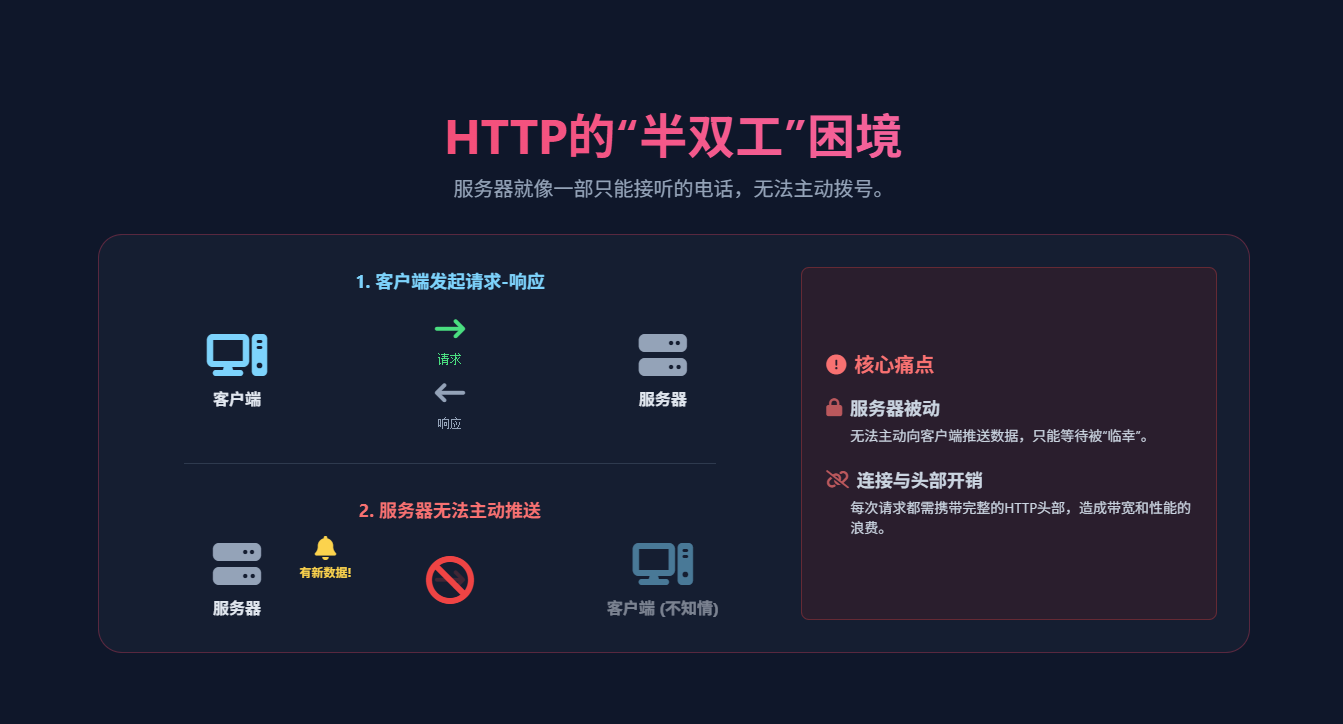 HTTP的“半双工”困境
服务器就像一部只能接听的电话，无法主动拨号。
1. 客户端发起请求-响应
请求
客户端
服务器
响应
2. 服务器无法主动推送
有新数据!
服务器
客户端 (不知情)
核心痛点
服务器被动
无法主动向客户端推送数据，只能等待被“临幸”。
连接与头部开销
每次请求都需携带完整的HTTP头部，造成带宽和性能的
浪费。